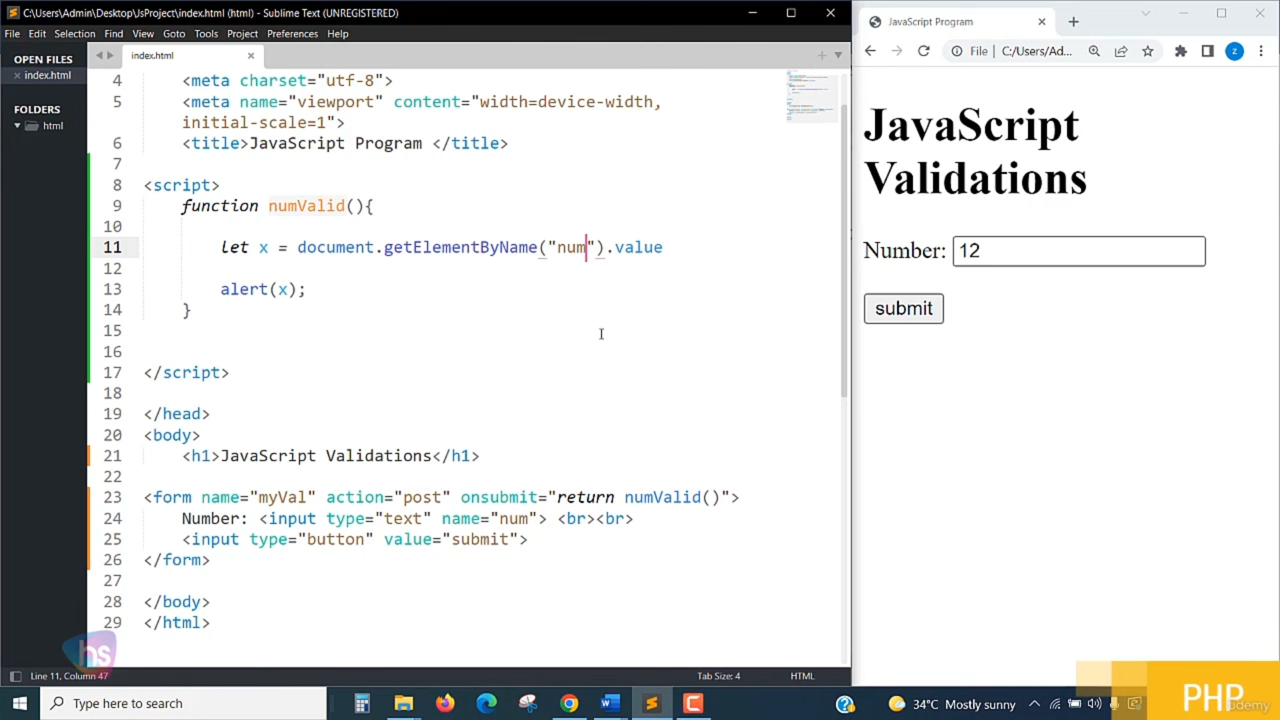 C:\Users\Admin\Desktop\JsProject\index.html (html) - Sublime Text (UNREGISTERED)
File Edit Selection Find View Goto Tools Project Preferences Help
OPEN FILES
index.html
FOLDERS
html
index.html
4 <meta charset="utf-8">
5 <meta name="viewport" content="width=device-width,
initial-scale=1">
6 <title>JavaScript Program </title>
7
8 <script>
9 function numValid(){
10
11 let x = document.getElementByName("num").value
12
13 alert(x);
14 }
15
16
17 </script>
18
19 </head>
20 <body>
21 <h1>JavaScript Validations</h1>
22
23 <form name="myVal" action="post" onsubmit="return numValid()">
24 Number: <input type="text" name="num"> <br><br>
25 <input type="button" value="submit">
26 </form>
27
28 </body>
29 </html>
hs
Line 11, Column 47
Tab Size: 4
HTML
JavaScript Program
File C:/Users/Ad...
z
JavaScript
Validations
Number: 12
submit
Type here to search
34°C Mostly sunny
PHP
Udemy